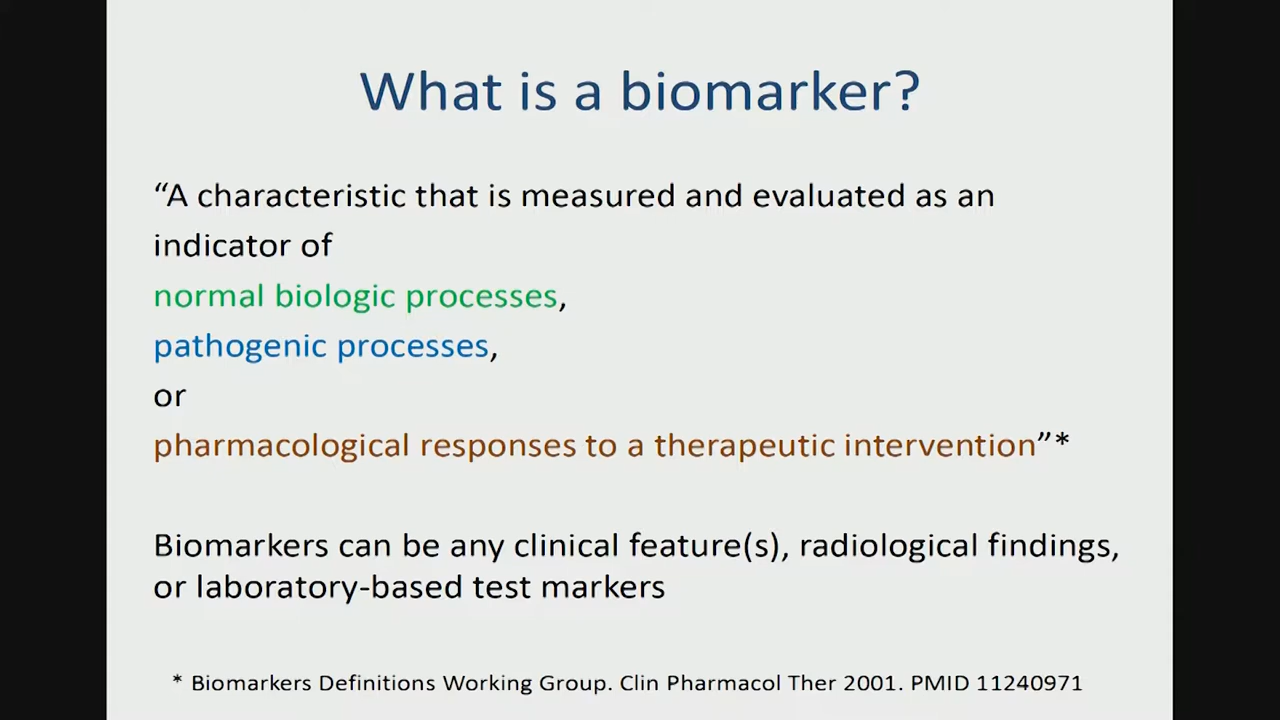 What is a biomarker?
“A characteristic that is measured and evaluated as an
indicator of
normal biologic processes,
pathogenic processes,
or
pharmacological responses to a therapeutic intervention”*
Biomarkers can be any clinical feature(s), radiological findings,
or laboratory-based test markers
* Biomarkers Definitions Working Group. Clin Pharmacol Ther 2001. PMID 11240971